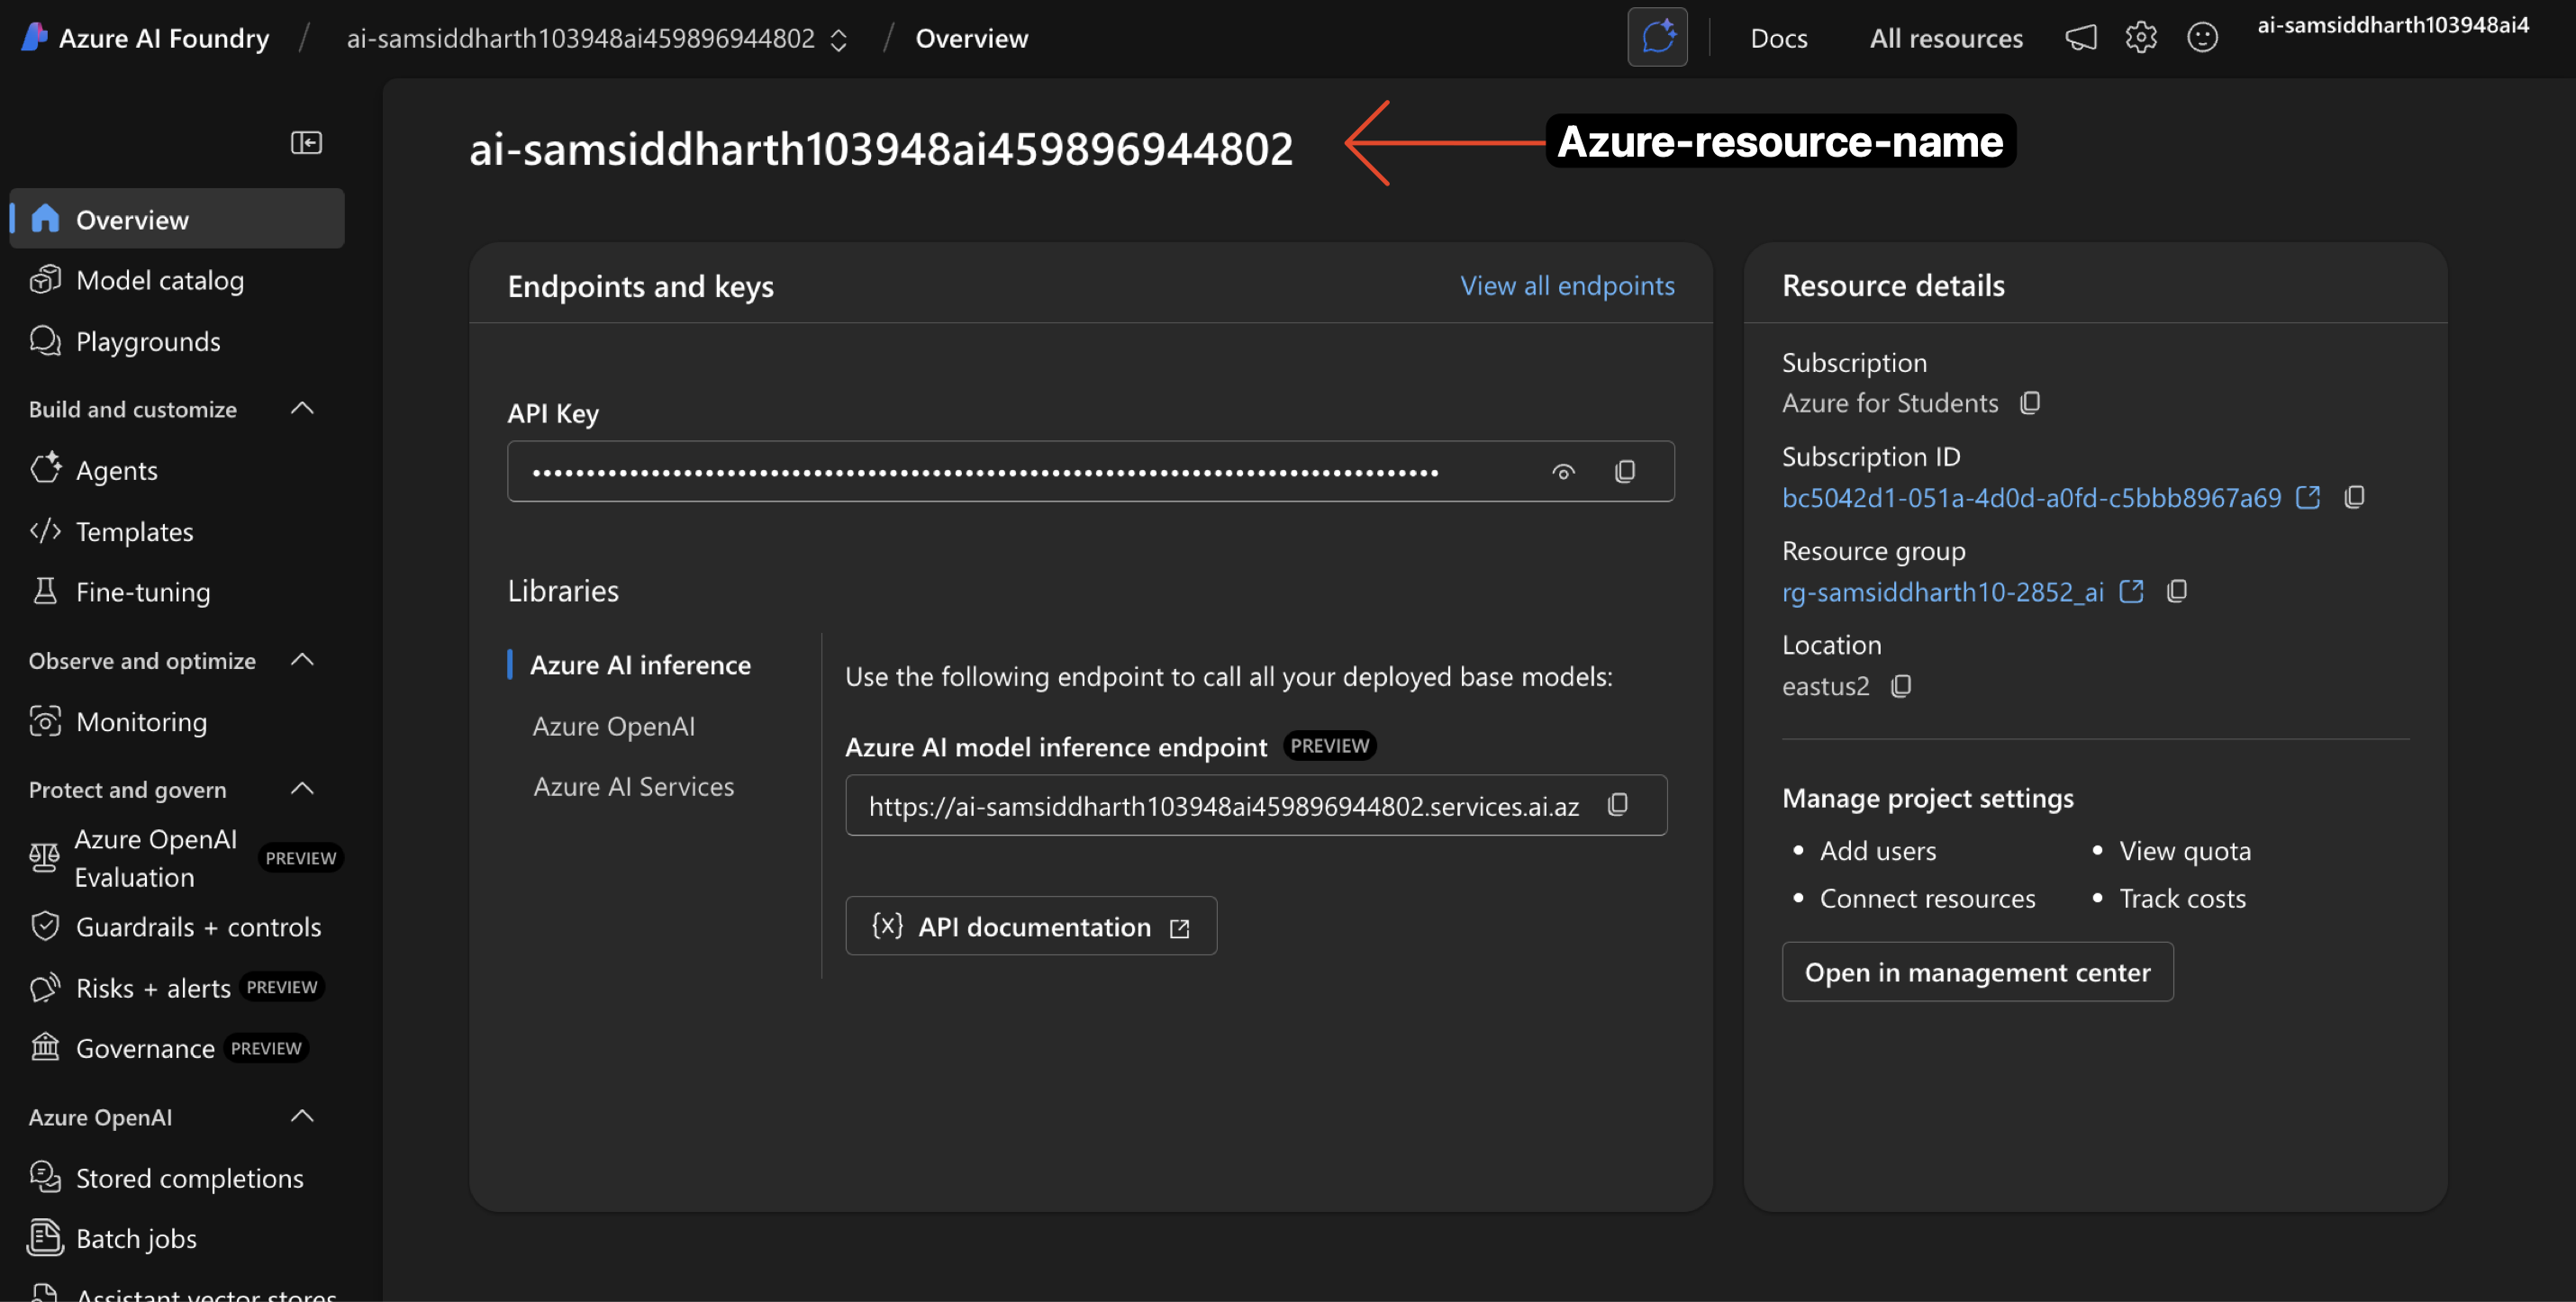 Azure AI Foundry / ai-samsiddharth103948ai459896944802 / Overview
Docs
All resources
ai-samsiddharth103948ai4
ai-samsiddharth103948ai459896944802
Azure-resource-name
Overview
Model catalog
Playgrounds
Build and customize
Agents
Templates
Fine-tuning
Observe and optimize
Monitoring
Protect and govern
Azure OpenAI
Evaluation
PREVIEW
Guardrails + controls
Risks + alerts PREVIEW
Governance PREVIEW
Azure OpenAI
Stored completions
Batch jobs
Assistant vector stores
Endpoints and keys
View all endpoints
API Key
Libraries
Azure AI inference
Azure OpenAI
Azure AI Services
Use the following endpoint to call all your deployed base models:
Azure AI model inference endpoint PREVIEW
https://ai-samsiddharth103948ai459896944802.services.ai.az
{x} API documentation
Resource details
Subscription
Azure for Students
Subscription ID
bc5042d1-051a-4d0d-a0fd-c5bbb8967a69
Resource group
rg-samsiddharth10-2852_ai
Location
eastus2
Manage project settings
• Add users
• View quota
• Connect resources
• Track costs
Open in management center